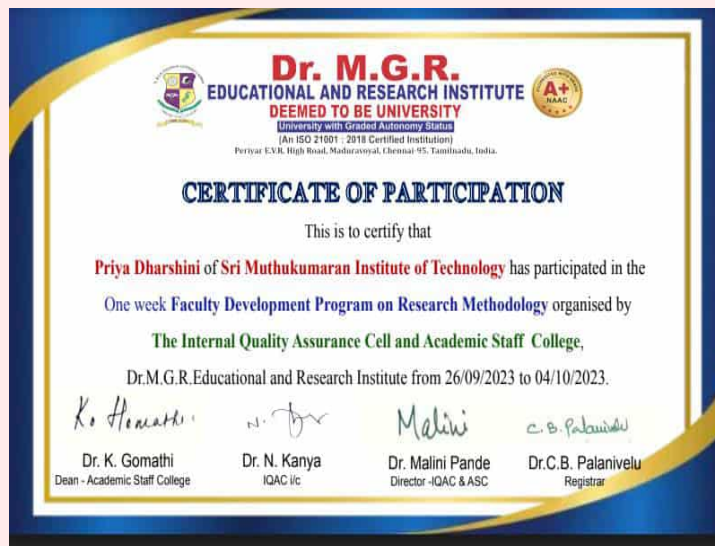 Dr. M.G.R.
EDUCATIONAL AND RESEARCH INSTITUTE
DEEMED TO BE UNIVERSITY
University with Graded Autonomy Status
(An ISO 21001 : 2018 Certified Institution)
Periyar E.V.R. High Road, Maduravoyal, Chennai-95. Tamilnadu, India.
A+
NAAC
CERTIFICATE OF PARTICIPATION
This is to certify that
Priya Dharshini of Sri Muthukumaran Institute of Technology has participated in the
One week Faculty Development Program on Research Methodology organised by
The Internal Quality Assurance Cell and Academic Staff College,
Dr.M.G.R.Educational and Research Institute from 26/09/2023 to 04/10/2023.
Malini
C. B. Palanivelu
Dr. K. Gomathi
Dean - Academic Staff College
Dr. N. Kanya
IQAC i/c
Dr. Malini Pande
Director -IQAC & ASC
Dr.C.B. Palanivelu
Registrar